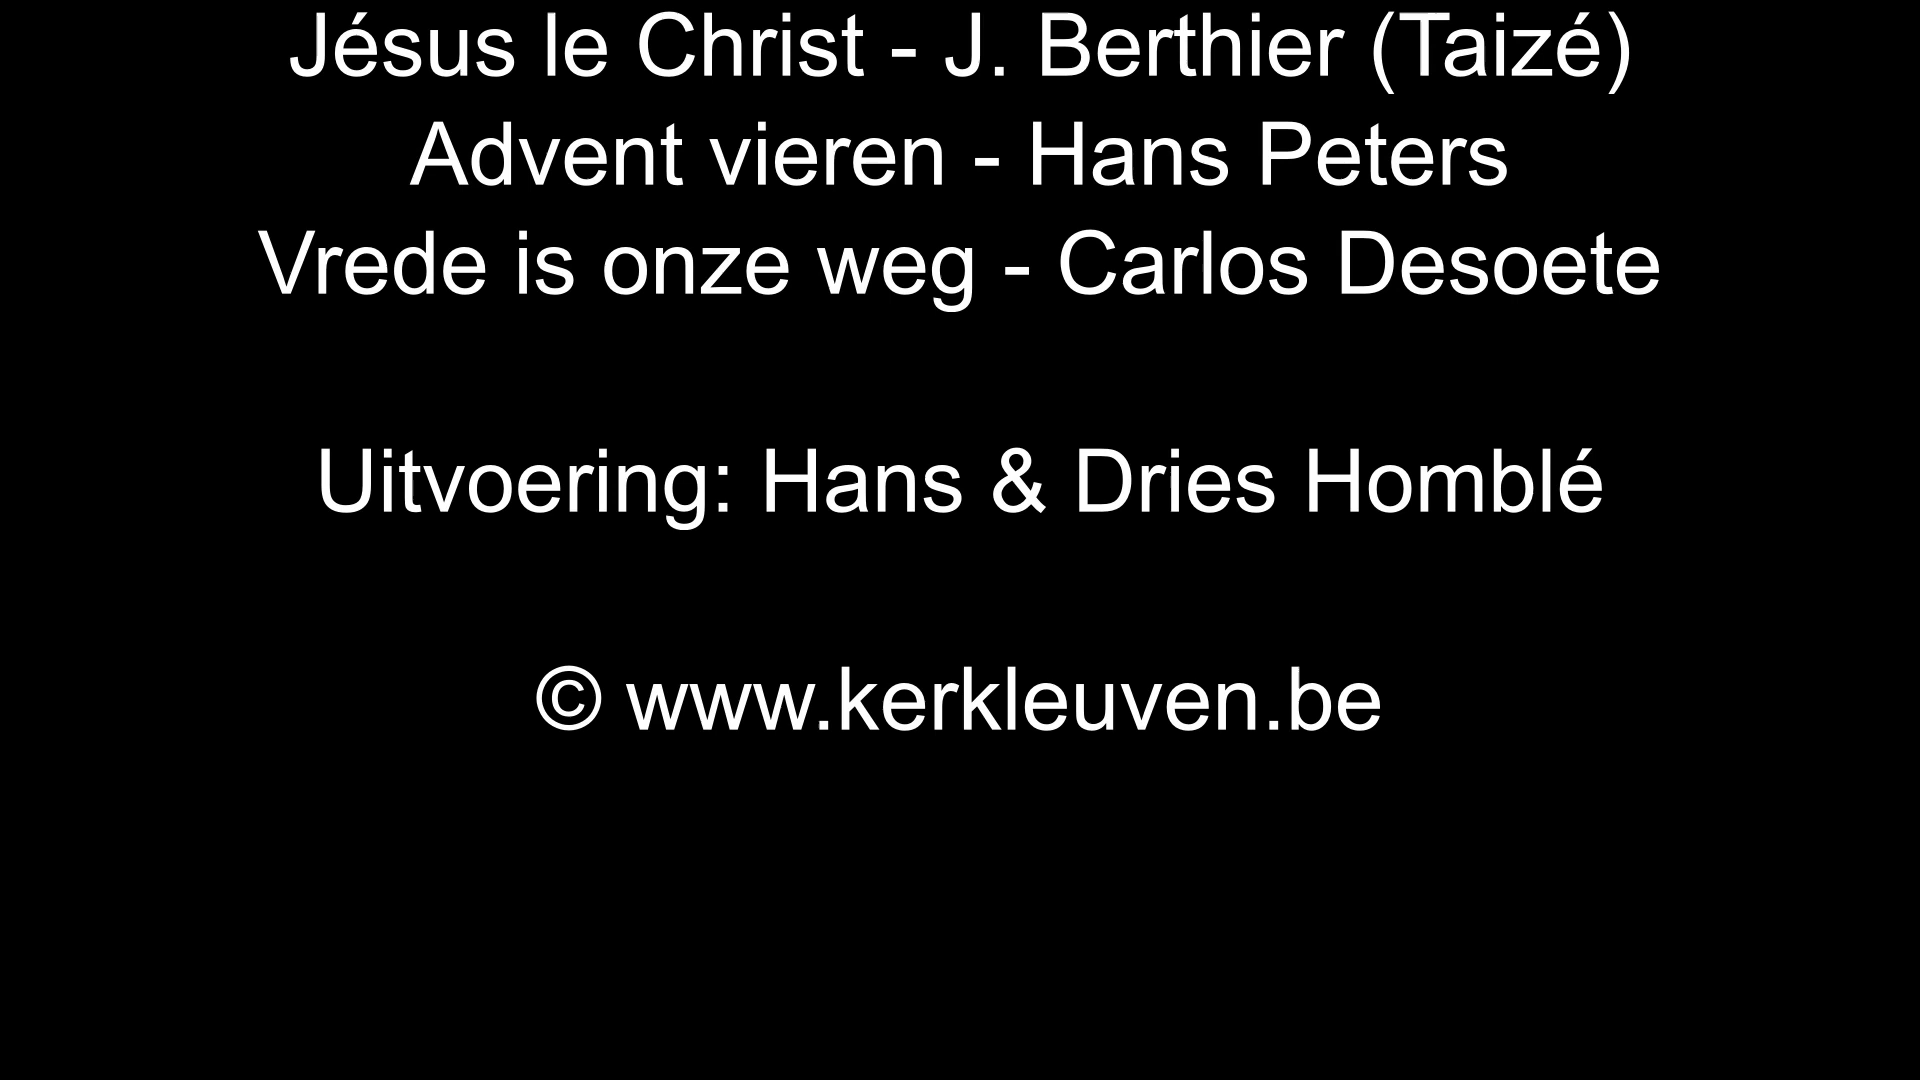 Jésus le Christ - J. Berthier (Taizé)
Advent vieren - Hans Peters
Vrede is onze weg - Carlos Desoete
Uitvoering: Hans & Dries Homblé
© www.kerkleuven.be